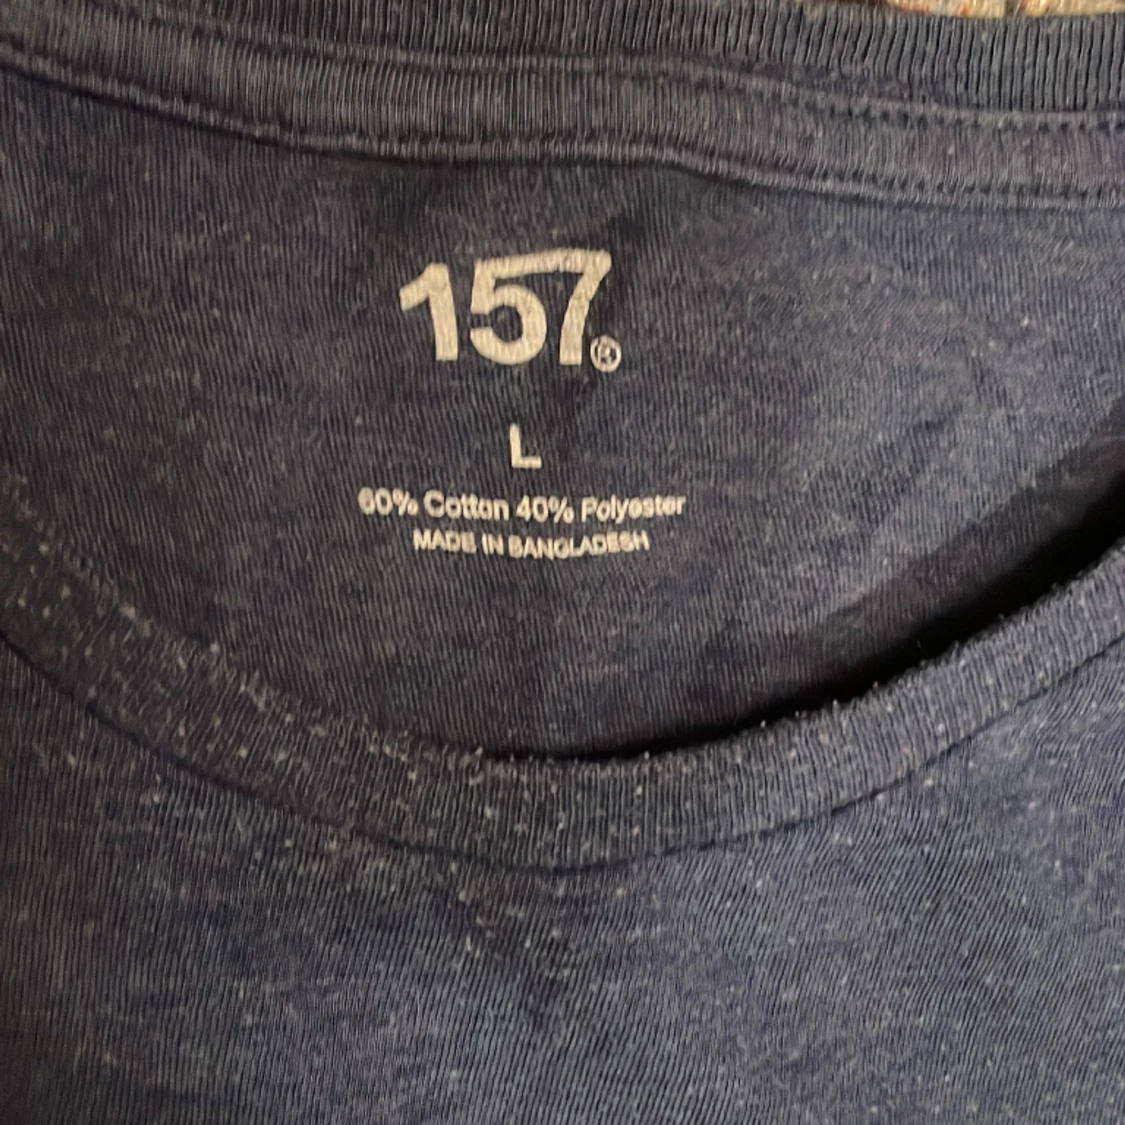 157®
L
60% Cotton 40% Polyester
MADE IN BANGLADESH